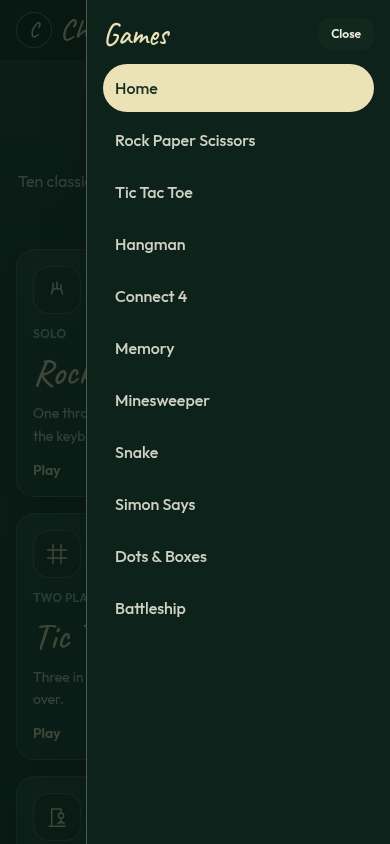 C Ch
Games
Close
Home
Rock Paper Scissors
Tic Tac Toe
Hangman
Connect 4
Memory
Minesweeper
Snake
Simon Says
Dots & Boxes
Battleship
Ten classi
SOLO
Rock
One thro
the keyb
Play
TWO PLA
Tic
Three in
over.
Play